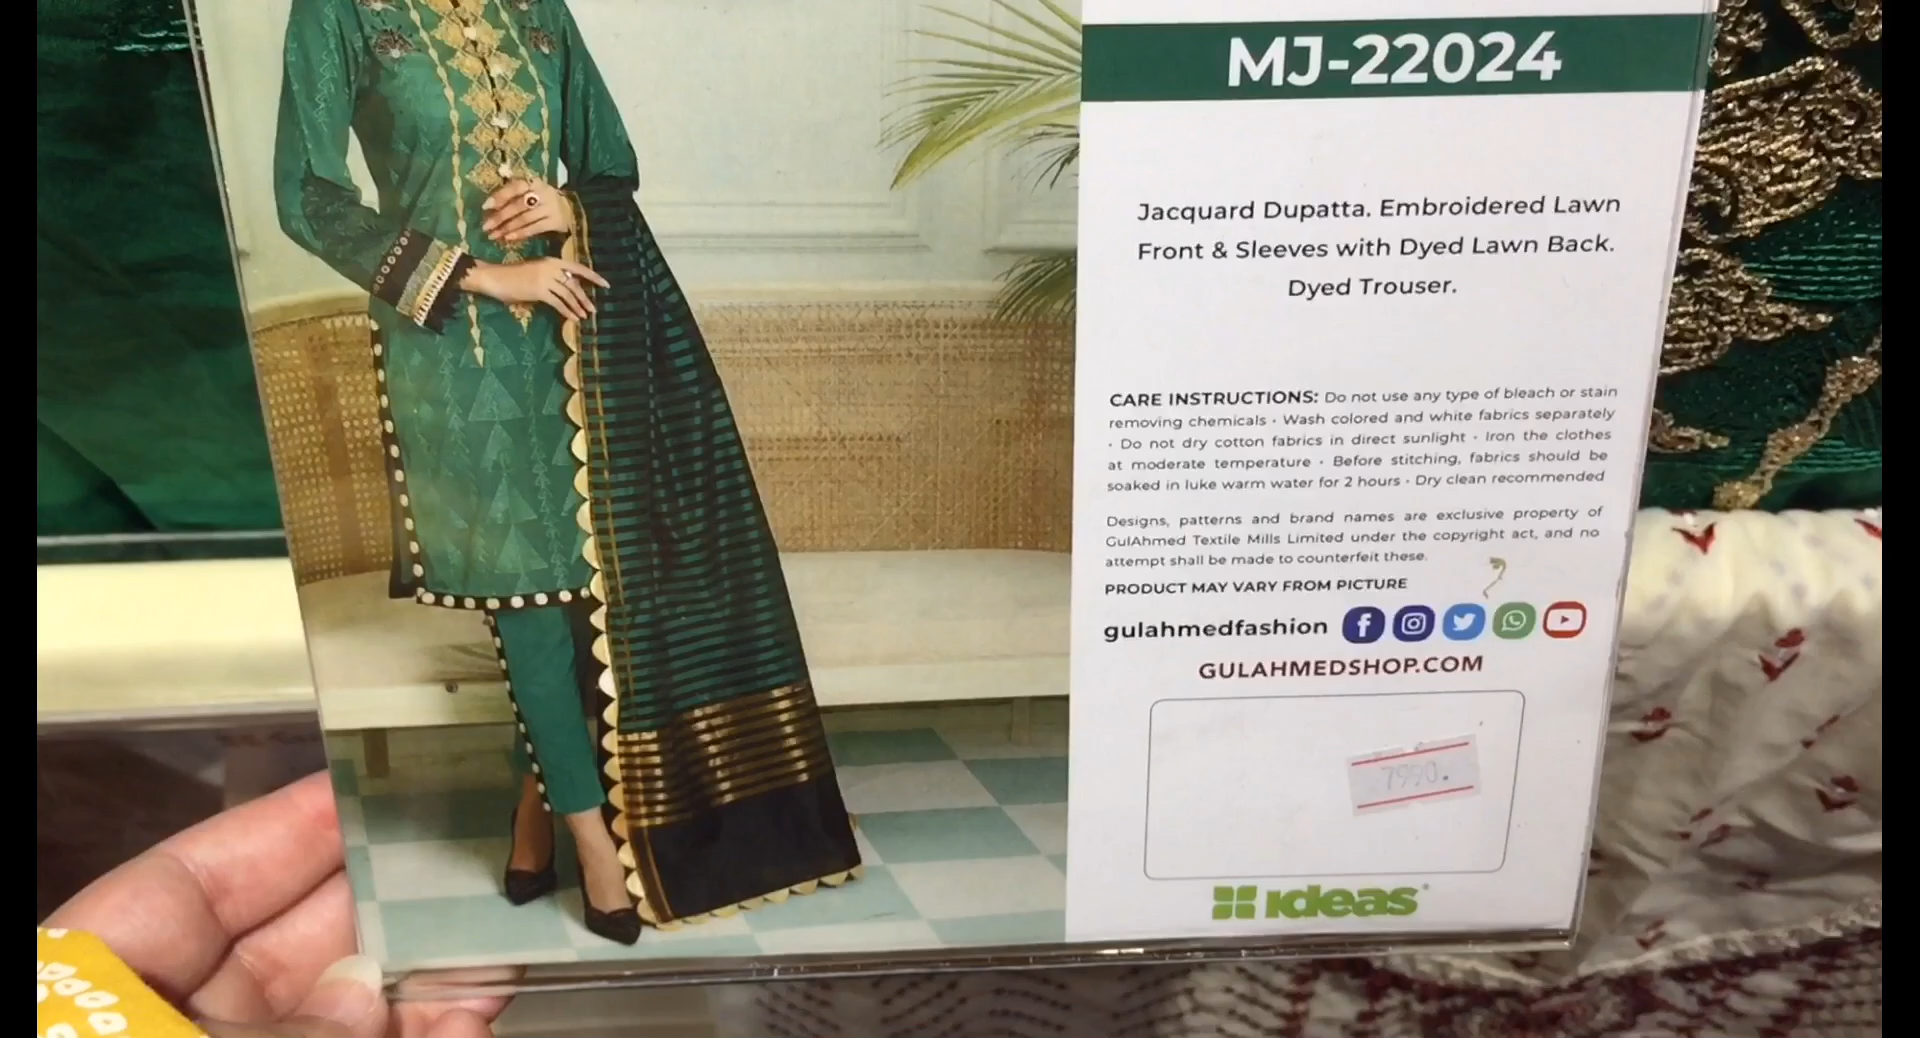 MJ-22024
Jacquard Dupatta. Embroidered Lawn
Front & Sleeves with Dyed Lawn Back.
Dyed Trouser.
CARE INSTRUCTIONS: Do not use any type of bleach or stain
removing chemicals • Wash colored and white fabrics separately
• Do not dry cotton fabrics in direct sunlight • Iron the clothes
at moderate temperature • Before stitching, fabrics should be
soaked in luke warm water for 2 hours • Dry clean recommended
Designs, patterns and brand names are exclusive property of
GulAhmed Textile Mills Limited under the copyright act, and no
attempt shall be made to counterfeit these.
PRODUCT MAY VARY FROM PICTURE
gulahmedfashion
GULAHMEDSHOP.COM
7990.
ideas